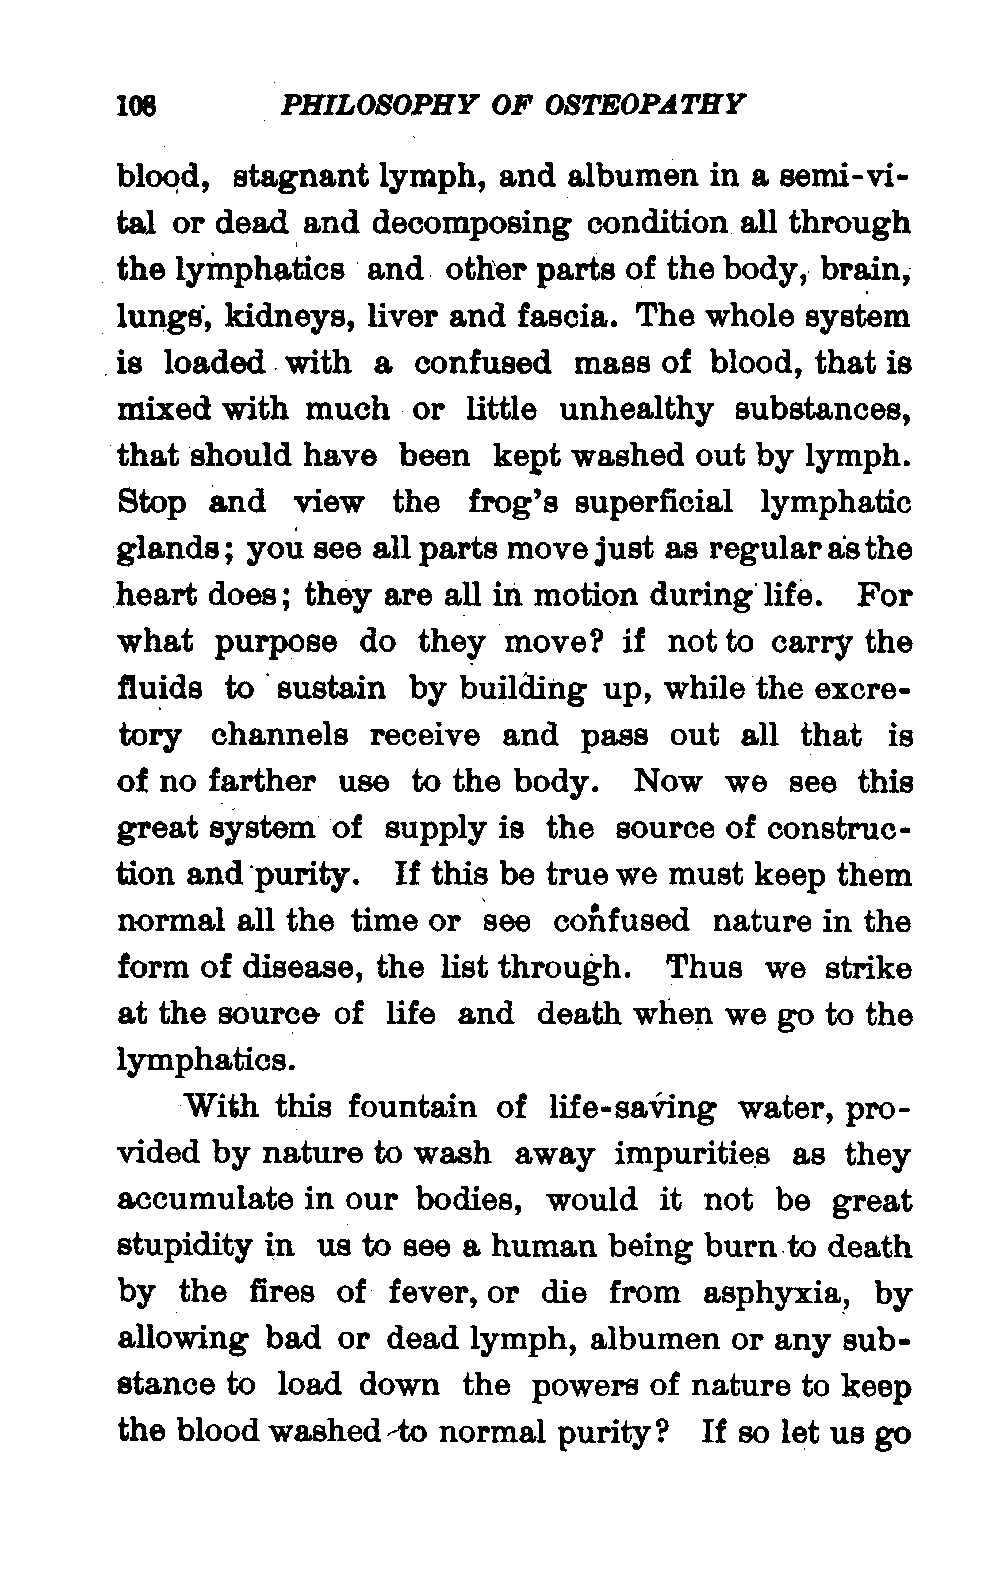 108 PHILOSOPHY OF OSTEOPATHY
blood, stagnant lymph, and albumen in a semi-vi-
tal or dead and decomposing condition all through
the lymphatics and other parts of the body, brain,
lungs, kidneys, liver and fascia. The whole system
is loaded with a confused mass of blood, that is
mixed with much or little unhealthy substances,
that should have been kept washed out by lymph.
Stop and view the frog's superficial lymphatic
glands; you see all parts move just as regular as the
heart does; they are all in motion during life. For
what purpose do they move? if not to carry the
fluids to sustain by building up, while the excre-
tory channels receive and pass out all that is
of no farther use to the body. Now we see this
great system of supply is the source of construc-
tion and purity. If this be true we must keep them
normal all the time or see confused nature in the
form of disease, the list through. Thus we strike
at the source of life and death when we go to the
lymphatics.
With this fountain of life-saving water, pro-
vided by nature to wash away impurities as they
accumulate in our bodies, would it not be great
stupidity in us to see a human being burn to death
by the fires of fever, or die from asphyxia, by
allowing bad or dead lymph, albumen or any sub-
stance to load down the powers of nature to keep
the blood washed to normal purity? If so let us go